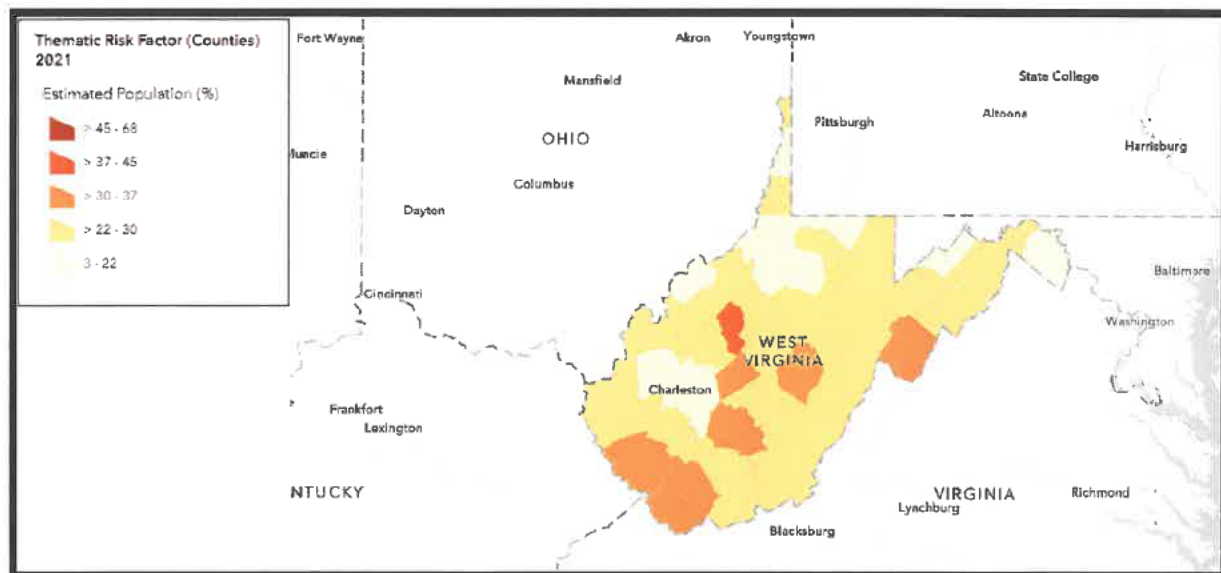 Thematic Risk Factor (Counties)
2021
Estimated Population (%)
> 45 - 68
> 37 - 45
> 30 - 37
> 22 - 30
3 - 22
Fort Wayne
Akron
Youngstown
Mansfield
State College
Pittsburgh
Altoona
OHIO
Harrisburg
Muncie
Columbus
Dayton
Baltimore
Cincinnati
Washington
WEST
VIRGINIA
Charleston
Frankfort
Lexington
NTUCKY
VIRGINIA
Richmond
Lynchburg
Blacksburg